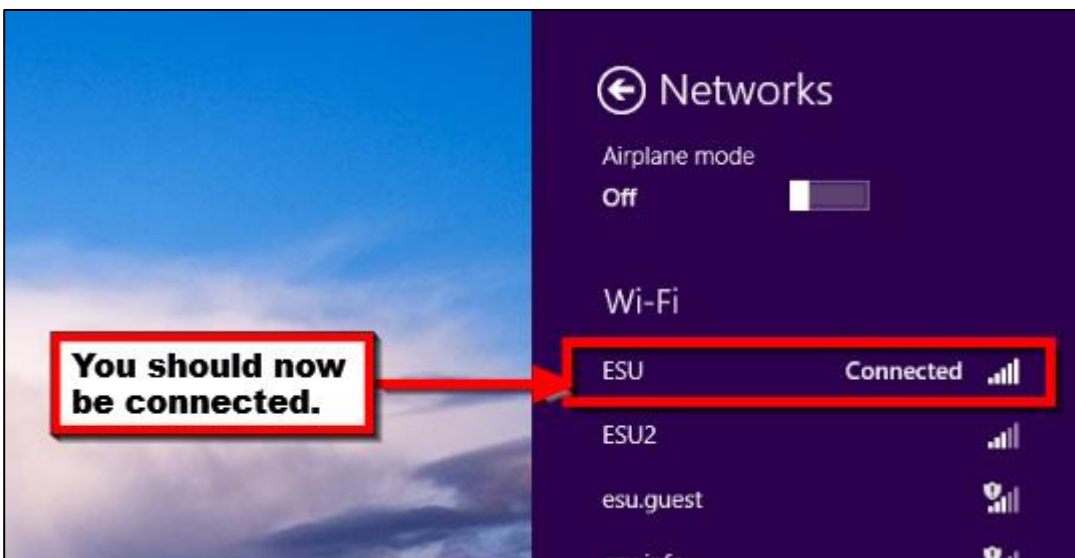 Networks
Airplane mode
Off
Wi-Fi
You should now
be connected.
ESU Connected
ESU2
esu.guest